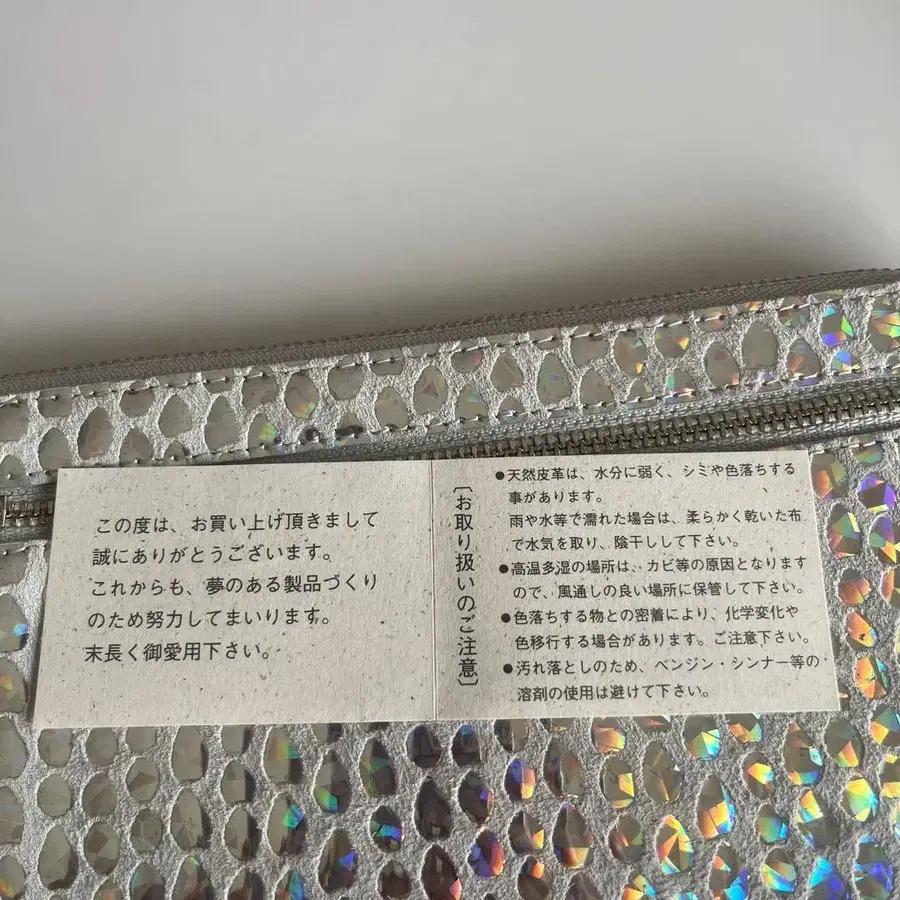 この度は、お買い上げ頂きまして
誠にありがとうございます。
これからも、夢のある製品づくり
のため努力してまいります。
末長く御愛用下さい。
〔お取り扱いのご注意〕
●天然皮革は、水分に弱く、シミや色落ちする
事があります。
雨や水等で濡れた場合は、柔らかく乾いた布
で水気を取り、陰干しして下さい。
●高温多湿の場所は、カビ等の原因となります
ので、風通しの良い場所に保管して下さい。
●色落ちする物との密着により、化学変化や
色移行する場合があります。ご注意下さい。
●汚れ落としのため、ベンジン・シンナー等の
溶剤の使用は避けて下さい。